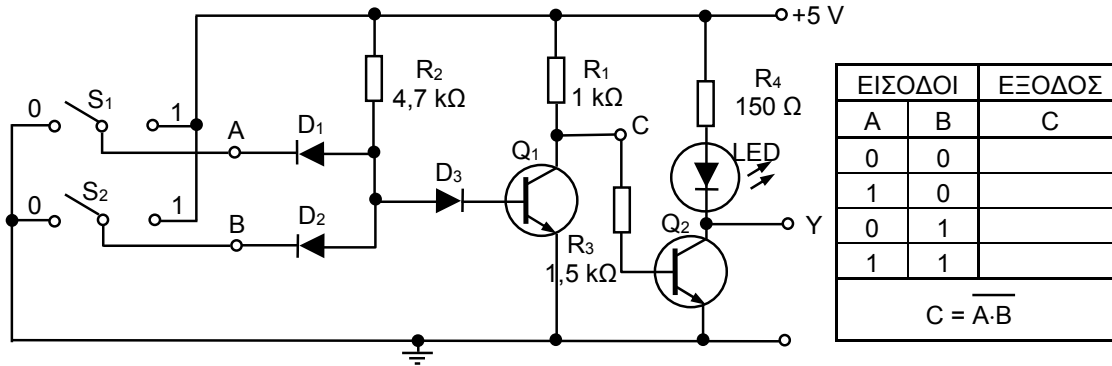 +5 V
R2
4,7 kΩ
R1
1 kΩ
R4
150 Ω
0
S1
1
A
D1
C
LED
Q1
D3
0
S2
1
B
D2
R3
1,5 kΩ
Q2
Y
ΕΙΣΟΔΟΙ ΕΞΟΔΟΣ
A B C
0 0
1 0
0 1
1 1
C = A̅·̅B̅